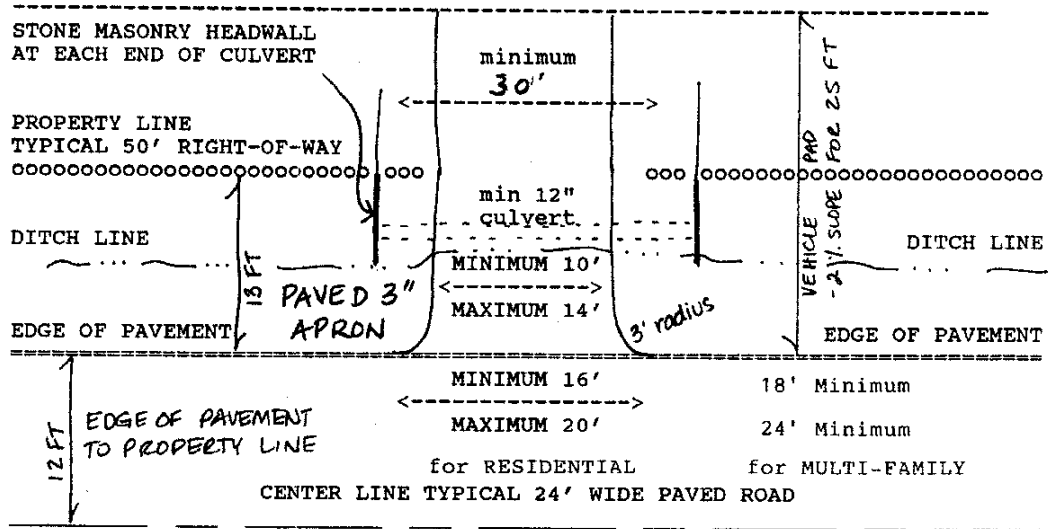 STONE MASONRY HEADWALL
AT EACH END OF CULVERT
minimum
30'
PROPERTY LINE
TYPICAL 50' RIGHT-OF-WAY
VEHICLE PAD
-2 1/. SLOPE FOR 25 FT
min 12"
culvert
DITCH LINE
DITCH LINE
MINIMUM 10'
13 FT
PAVED 3"
APRON
MAXIMUM 14'
3' radius
EDGE OF PAVEMENT
EDGE OF PAVEMENT
MINIMUM 16'
18' Minimum
12 FT
EDGE OF PAVEMENT
TO PROPERTY LINE
MAXIMUM 20'
24' Minimum
for RESIDENTIAL
for MULTI-FAMILY
CENTER LINE TYPICAL 24' WIDE PAVED ROAD